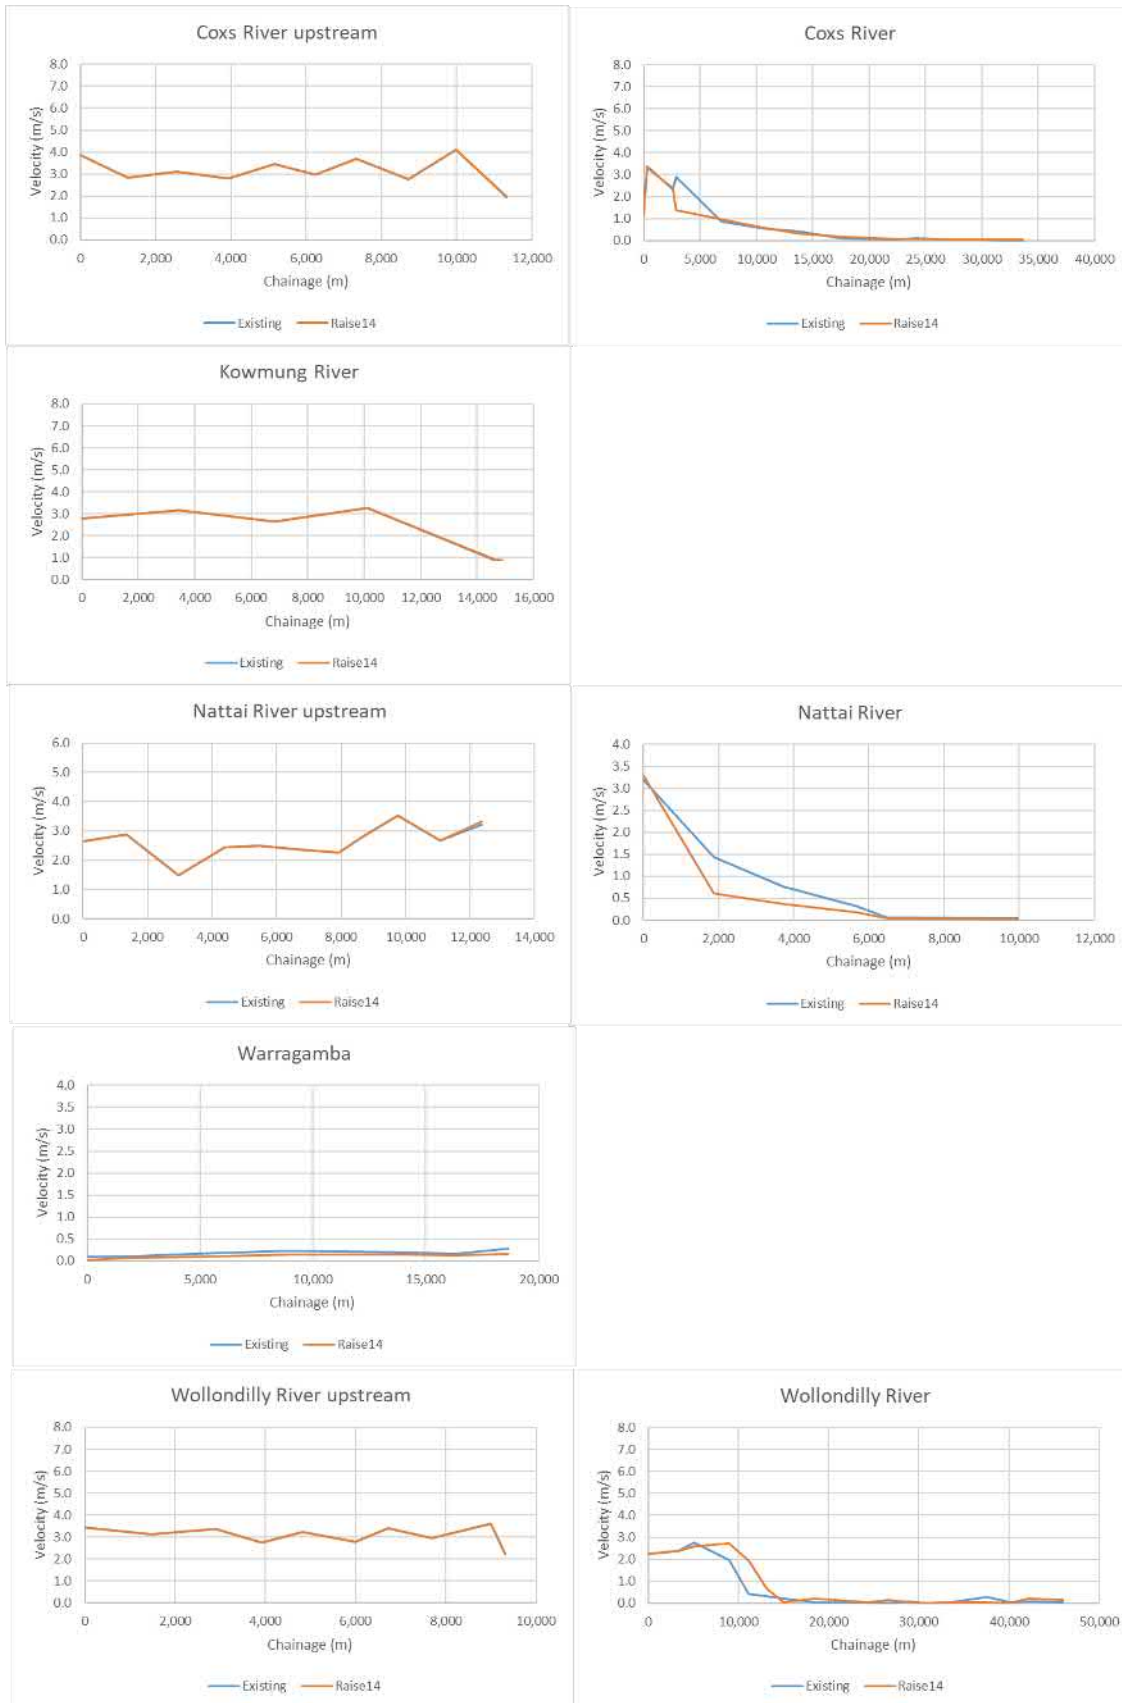 Coxs River upstream
8.0
7.0
6.0
5.0
4.0
3.0
2.0
1.0
0.0
Velocity (m/s)
0 2,000 4,000 6,000 8,000 10,000 12,000
Chainage (m)
Existing Raise14
Coxs River
8.0
7.0
6.0
5.0
4.0
3.0
2.0
1.0
0.0
Velocity (m/s)
0 5,000 10,000 15,000 20,000 25,000 30,000 35,000 40,000
Chainage (m)
Existing Raise14
Kowmung River
8.0
7.0
6.0
5.0
4.0
3.0
2.0
1.0
0.0
Velocity (m/s)
0 2,000 4,000 6,000 8,000 10,000 12,000 14,000 16,000
Chainage (m)
Existing Raise14
Nattai River upstream
6.0
5.0
4.0
3.0
2.0
1.0
0.0
Velocity (m/s)
0 2,000 4,000 6,000 8,000 10,000 12,000 14,000
Chainage (m)
Existing Raise14
Nattai River
4.0
3.5
3.0
2.5
2.0
1.5
1.0
0.5
0.0
Velocity (m/s)
0 2,000 4,000 6,000 8,000 10,000 12,000
Chainage (m)
Existing Raise14
Warragamba
4.0
3.5
3.0
2.5
2.0
1.5
1.0
0.5
0.0
Velocity (m/s)
0 5,000 10,000 15,000 20,000
Chainage (m)
Existing Raise14
Wollondilly River upstream
8.0
7.0
6.0
5.0
4.0
3.0
2.0
1.0
0.0
Velocity (m/s)
0 2,000 4,000 6,000 8,000 10,000
Chainage (m)
Existing Raise14
Wollondilly River
8.0
7.0
6.0
5.0
4.0
3.0
2.0
1.0
0.0
Velocity (m/s)
0 10,000 20,000 30,000 40,000 50,000
Chainage (m)
Existing Raise14